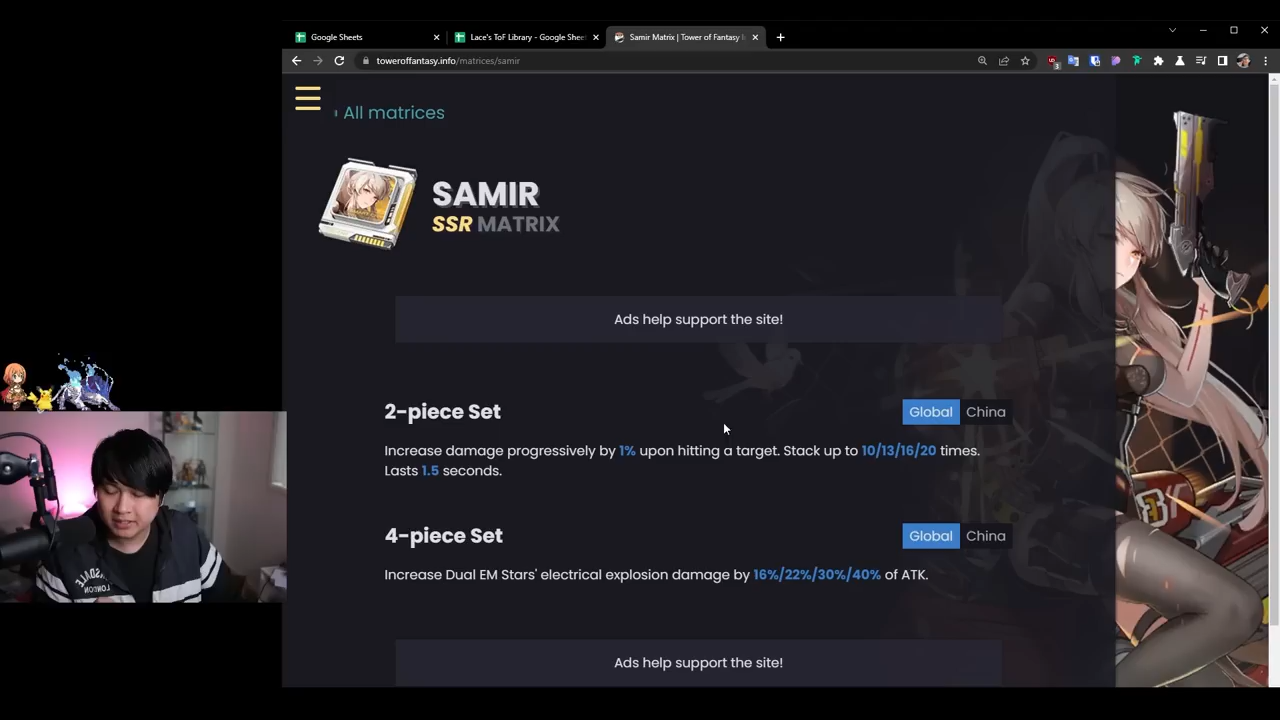 Google Sheets
Lace's ToF Library - Google Shee
Samir Matrix | Tower of Fantasy I
toweroffantasy.info/matrices/samir
All matrices
SAMIR
SSR MATRIX
Ads help support the site!
2-piece Set
Global China
Increase damage progressively by 1% upon hitting a target. Stack up to 10/13/16/20 times.
Lasts 1.5 seconds.
4-piece Set
Global China
Increase Dual EM Stars' electrical explosion damage by 16%/22%/30%/40% of ATK.
Ads help support the site!
LONDON